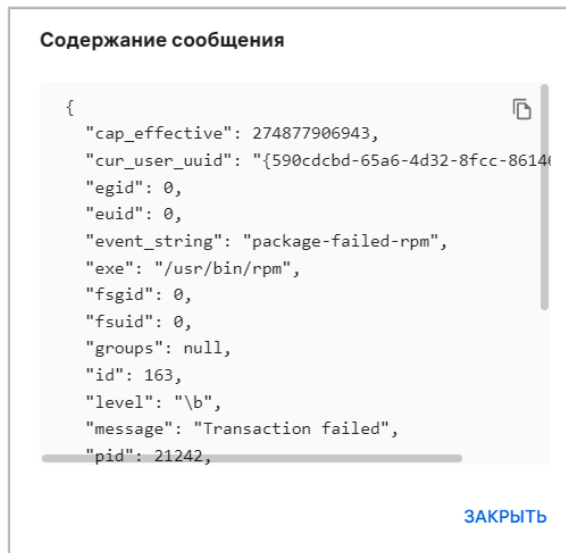 Содержание сообщения
{
"cap_effective": 274877906943,
"cur_user_uuid": "{590cdcbd-65a6-4d32-8fcc-86146
"egid": 0,
"euid": 0,
"event_string": "package-failed-rpm",
"exe": "/usr/bin/rpm",
"fsgid": 0,
"fsuid": 0,
"groups": null,
"id": 163,
"level": "\b",
"message": "Transaction failed",
"pid": 21242,
ЗАКРЫТЬ